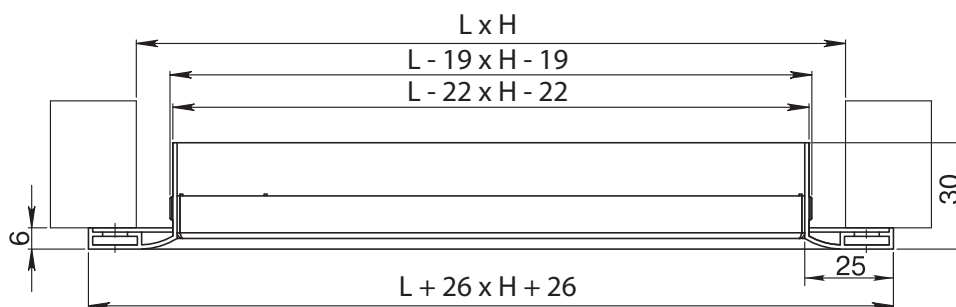 L x H
L - 19 x H - 19
L - 22 x H - 22
30
6
25
L + 26 x H + 26